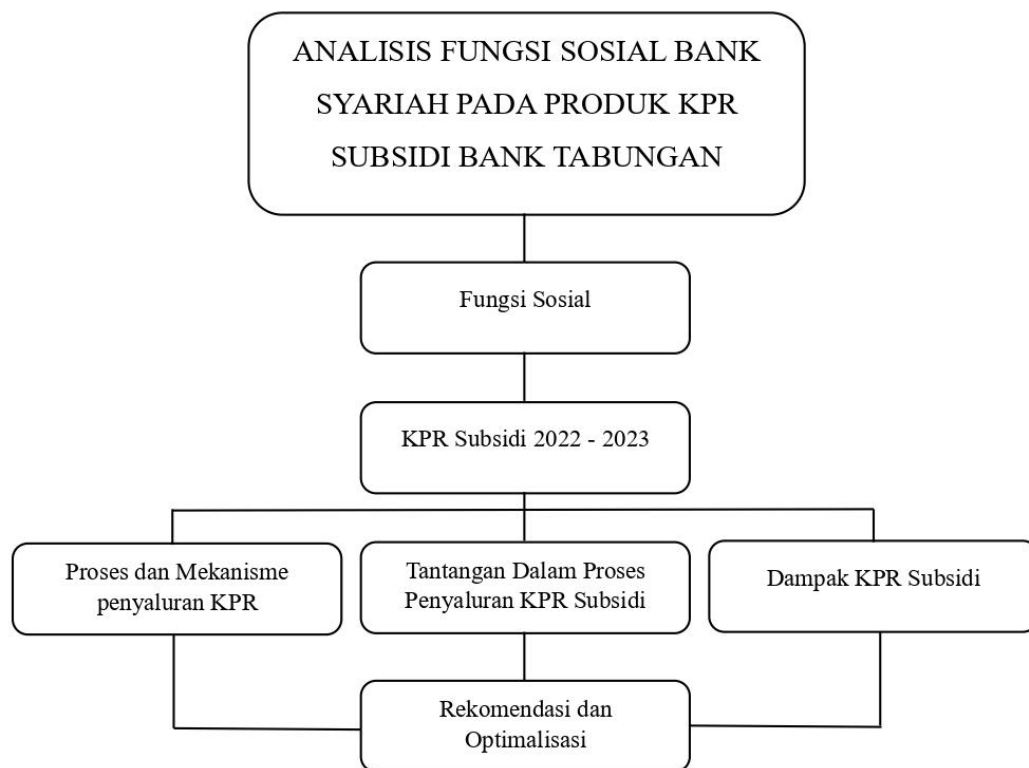 ANALISIS FUNGSI SOSIAL BANK
SYARIAH PADA PRODUK KPR
SUBSIDI BANK TABUNGAN
Fungsi Sosial
KPR Subsidi 2022 - 2023
Proses dan Mekanisme
penyaluran KPR
Tantangan Dalam Proses
Penyaluran KPR Subsidi
Dampak KPR Subsidi
Rekomendasi dan
Optimalisasi